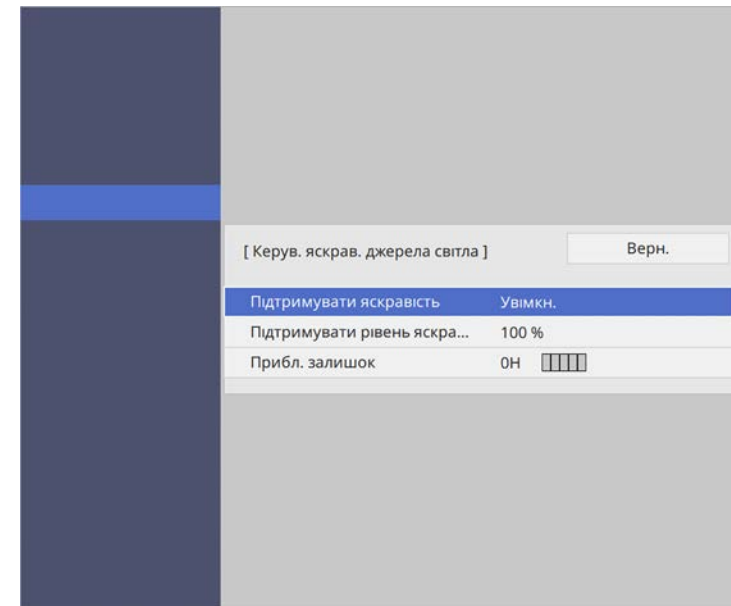 [ Керув. яскрав. джерела світла ]
Верн.
Підтримувати яскравість Увімкн.
Підтримувати рівень яскра... 100 %
Прибл. залишок 0H